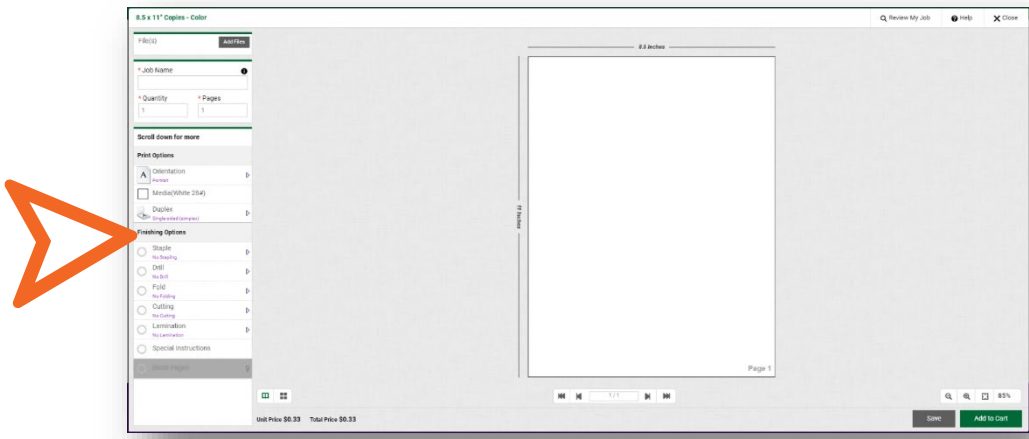 8.5 x 11" Copies - Color
Review My Job
Help
Close
File(s)
Add Files
* Job Name
* Quantity
* Pages
1
1
Scroll down for more
Print Options
A
Orientation
Portrait
Media(White 28#)
Duplex
Single-sided (simplex)
Finishing Options
Staple
No Stapling
Drill
No Drill
Fold
No Folding
Cutting
No Cutting
Lamination
No Lamination
Special Instructions
8.5 Inches
11 Inches
Page 1
1 / 1
85%
Unit Price $0.33 Total Price $0.33
Save
Add to Cart